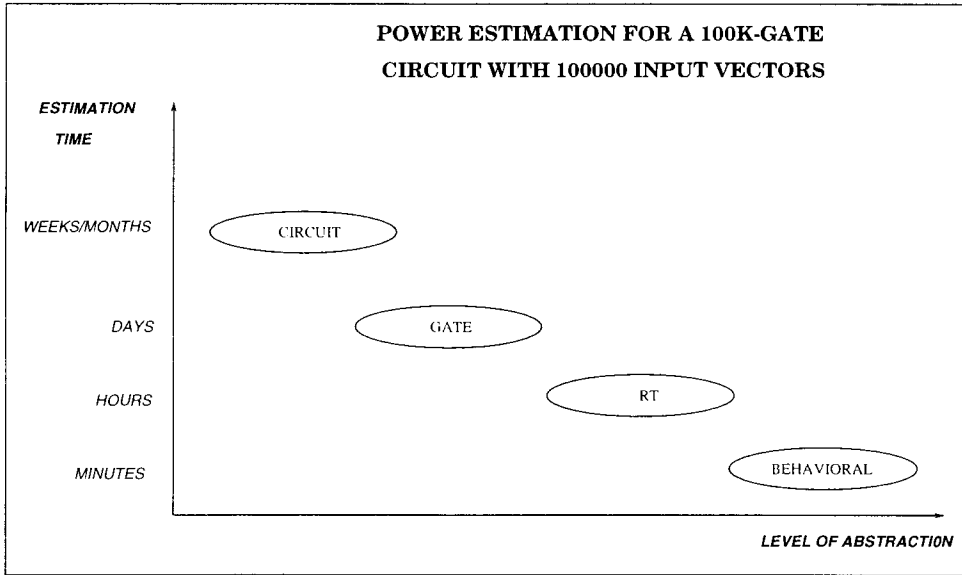 POWER ESTIMATION FOR A 100K-GATE
CIRCUIT WITH 100000 INPUT VECTORS
ESTIMATION
TIME
WEEKS/MONTHS
CIRCUIT
DAYS
GATE
HOURS
RT
MINUTES
BEHAVIORAL
LEVEL OF ABSTRACTION